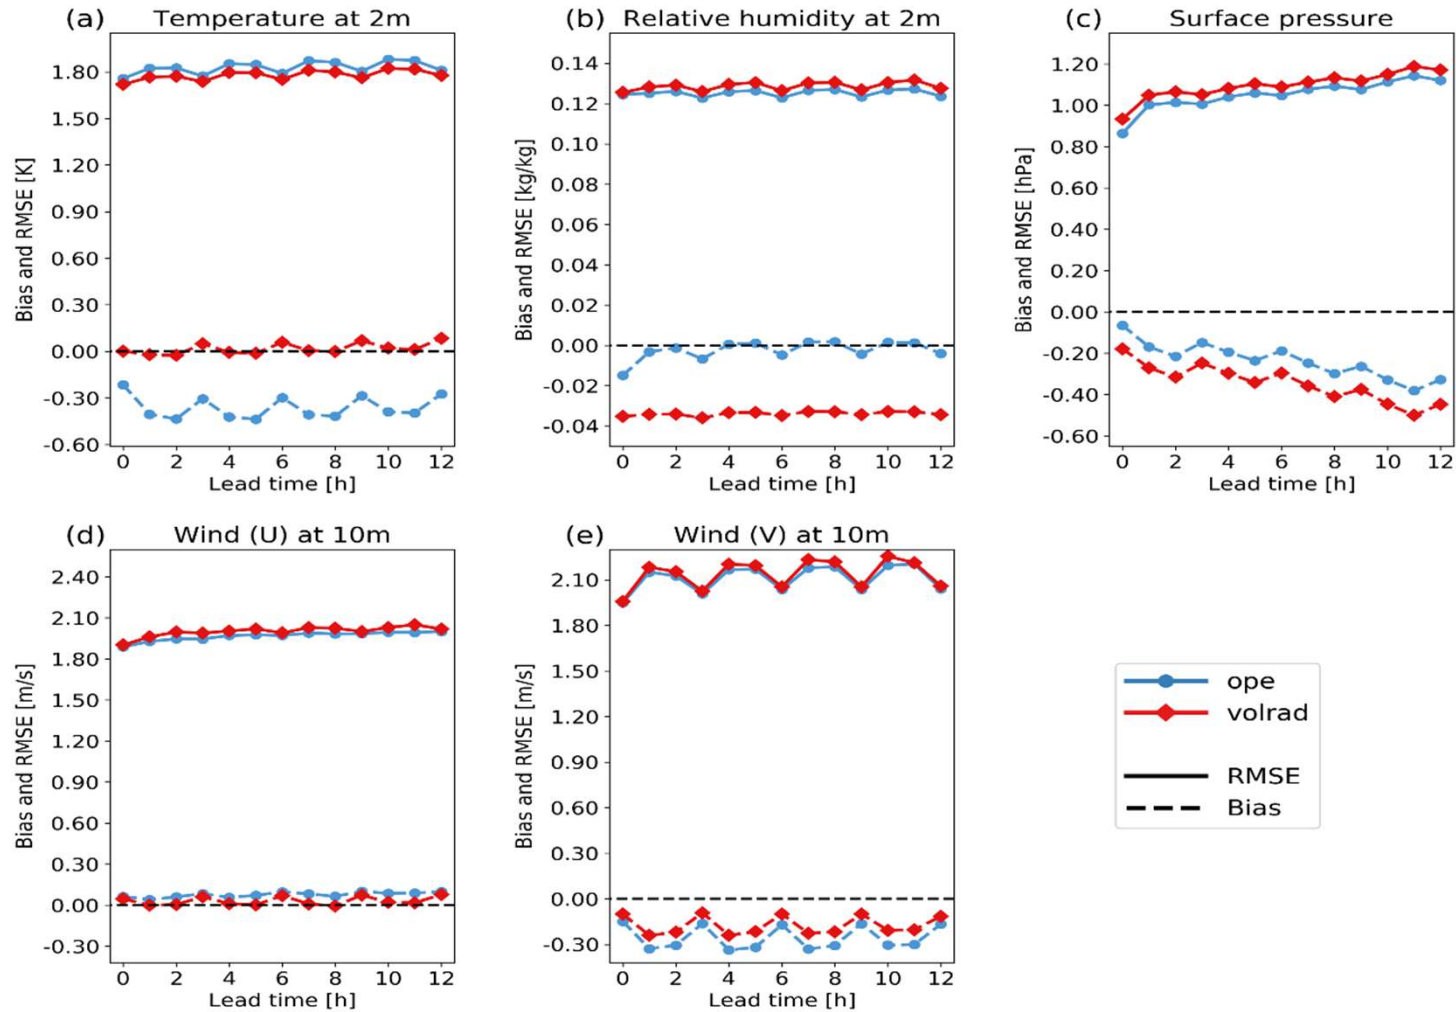 (a) Temperature at 2m
Bias and RMSE [K]
1.80
1.50
1.20
0.90
0.60
0.30
0.00
-0.30
-0.60
0 2 4 6 8 10 12
Lead time [h]
(b) Relative humidity at 2m
Bias and RMSE [kg/kg]
0.14
0.12
0.10
0.08
0.06
0.04
0.02
0.00
-0.02
-0.04
0 2 4 6 8 10 12
Lead time [h]
(c) Surface pressure
Bias and RMSE [hPa]
1.20
1.00
0.80
0.60
0.40
0.20
0.00
-0.20
-0.40
-0.60
0 2 4 6 8 10 12
Lead time [h]
(d) Wind (U) at 10m
Bias and RMSE [m/s]
2.40
2.10
1.80
1.50
1.20
0.90
0.60
0.30
0.00
-0.30
0 2 4 6 8 10 12
Lead time [h]
(e) Wind (V) at 10m
Bias and RMSE [m/s]
2.10
1.80
1.50
1.20
0.90
0.60
0.30
0.00
-0.30
0 2 4 6 8 10 12
Lead time [h]
ope
volrad
RMSE
Bias